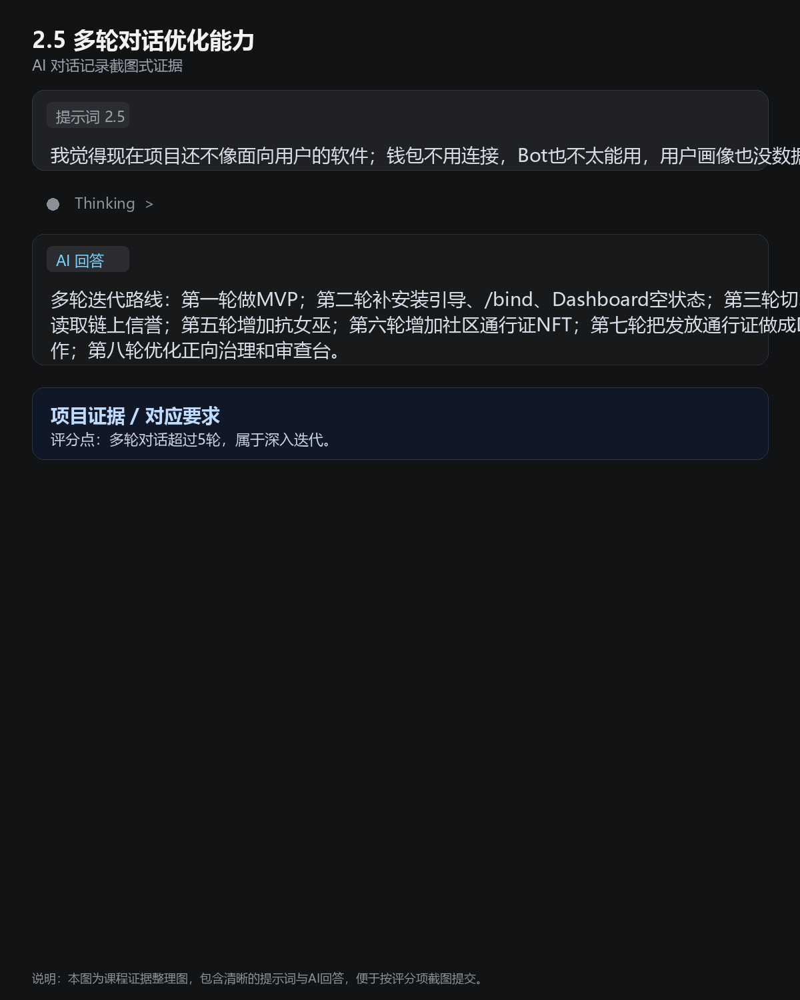 2.5 多轮对话优化能力
AI 对话记录截图式证据
提示词 2.5
我觉得现在项目还不像面向用户的软件；钱包不用连接，Bot也不太能用，用户画像也没数据
Thinking >
AI 回答
多轮迭代路线：第一轮做MVP；第二轮补安装引导、/bind、Dashboard空状态；第三轮切
读取链上信誉；第五轮增加抗女巫；第六轮增加社区通行证NFT；第七轮把发放通行证做成
作；第八轮优化正向治理和审查台。
项目证据 / 对应要求
评分点：多轮对话超过5轮，属于深入迭代。
说明：本图为课程证据整理图，包含清晰的提示词与AI回答，便于按评分项截图提交。